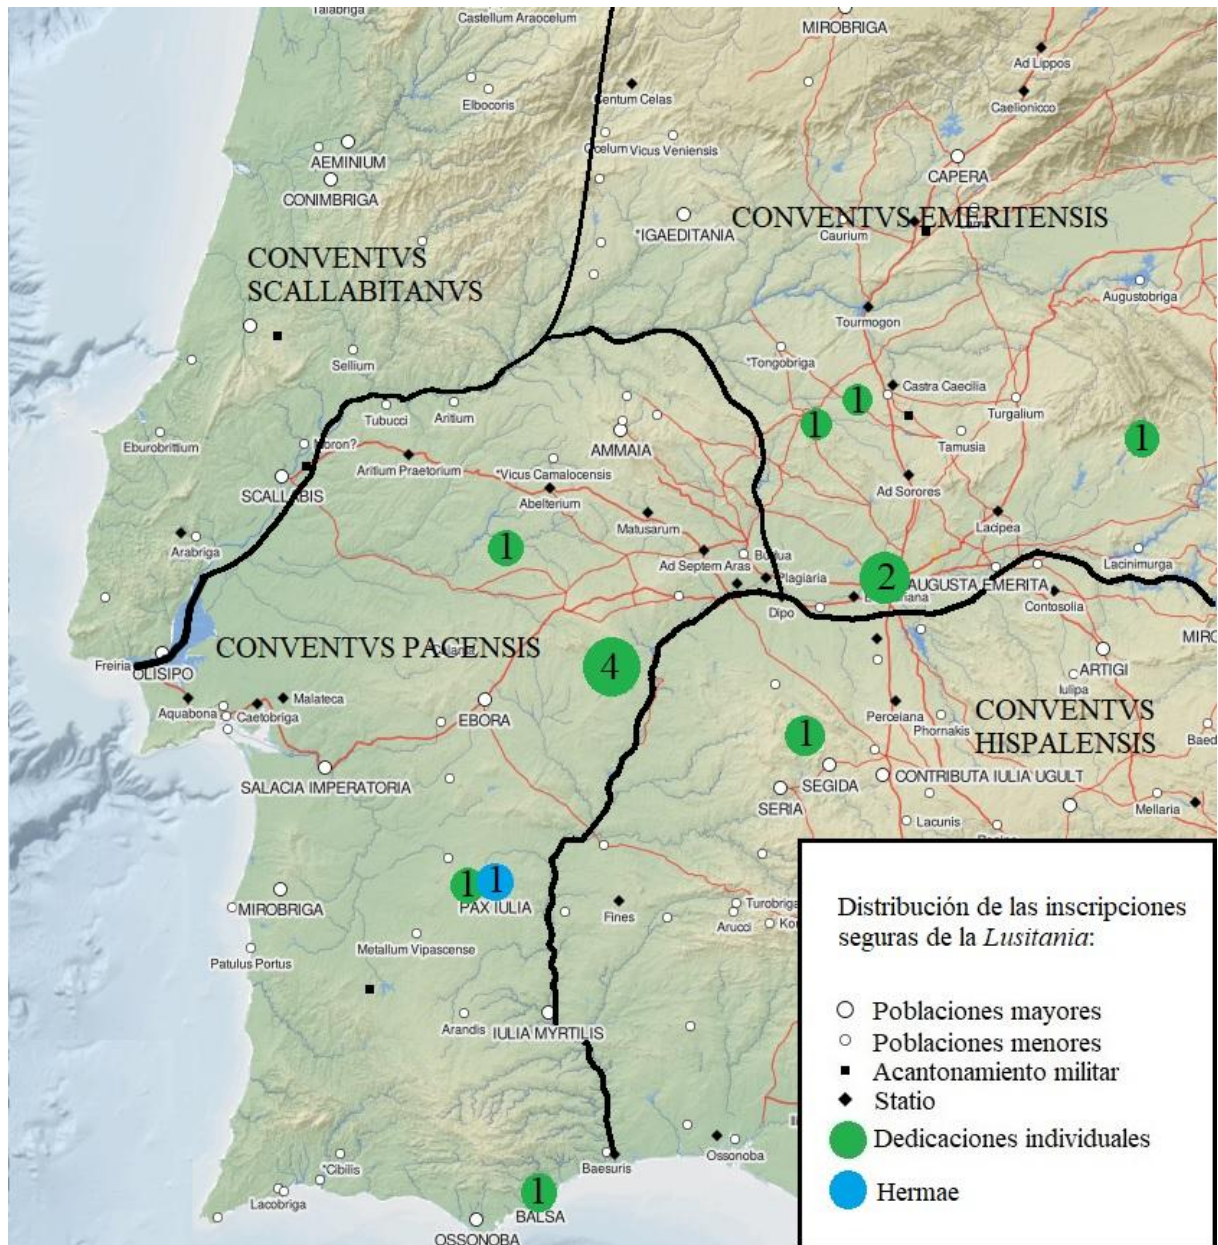 Talabriga
Castellum Araocelum
MIROBRIGA
Ad Lippos
Elbocoris
Centum Celas
Caelionicco
AEMINIUM
Ocelum
Vicus Veniensis
CONIMBRIGA
CAPERA
*IGAEDITANIA
CONVENTVS EMERITENSIS
Caurium
CONVENTVS
SCALLABITANVS
Augustobriga
Tourmogon
Sellium
*Tongobriga
Castra Caecilia
1
1
Turgalium
Tubucci
Aritium
Eburobrittium
AMMAIA
Tamusia
1
Aritium Praetorium
*Vicus Camalocensis
SCALLABIS
Abelterium
Ad Sorores
Matusarum
Lacipea
Arabriga
1
Ad Septem Aras
Plagiaria
Lacinimurga
2
AUGUSTA EMERITA
Dipo
Contosolia
CONVENTVS PACENSIS
Freiria
OLISIPO
4
ARTIGI
Iulipa
Malateca
Aquabona
Caetobriga
EBORA
Perceiana
Phornakis
CONVENTVS
HISPALENSIS
1
SEGIDA
SALACIA IMPERATORIA
CONTRIBUTA IULIA UGULT
SERIA
Lacunis
Mellaria
1
1
MIROBRIGA
PAX IULIA
Fines
Turobriga
Arucci
Metallum Vipascense
Patulus Portus
Arandis
IULIA MYRTILIS
*Cibilis
Baesuris
Ossonoba
Lacobriga
1
BALSA
OSSONOBA
Distribución de las inscripciones
seguras de la Lusitania:
Poblaciones mayores
Poblaciones menores
Acantonamiento militar
Statio
Dedicaciones individuales
Hermae